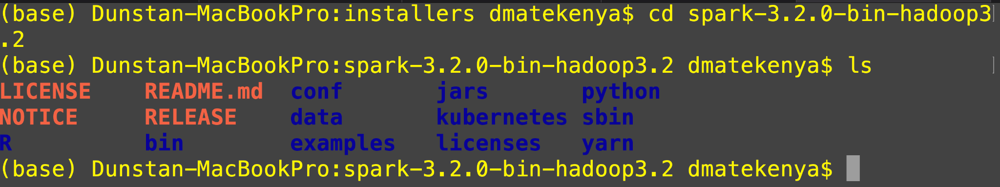 (base) Dunstan-MacBookPro:installers dmatekenya$ cd spark-3.2.0-bin-hadoop3
.2
(base) Dunstan-MacBookPro:spark-3.2.0-bin-hadoop3.2 dmatekenya$ ls
LICENSE README.md conf jars python
NOTICE RELEASE data kubernetes sbin
R bin examples licenses yarn
(base) Dunstan-MacBookPro:spark-3.2.0-bin-hadoop3.2 dmatekenya$